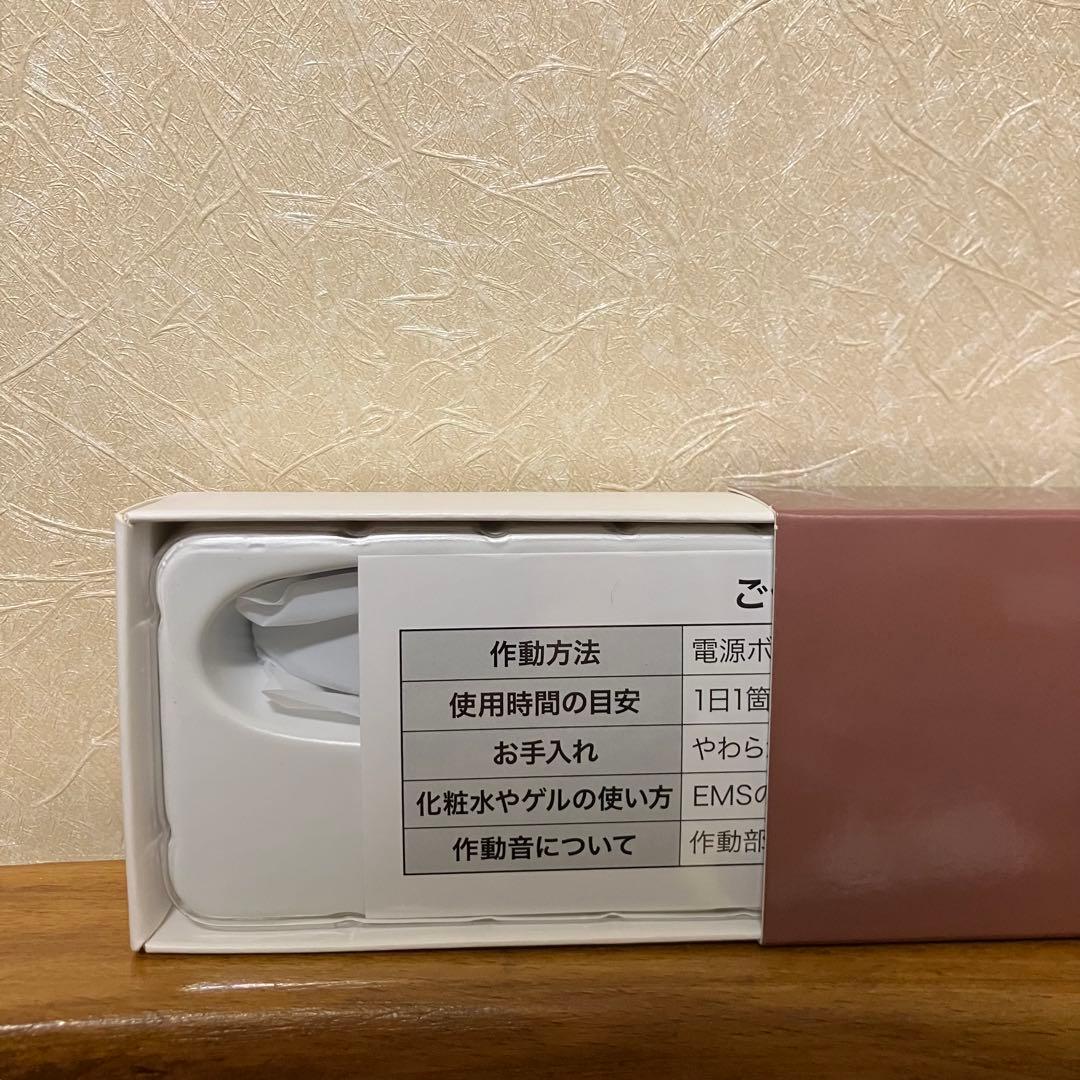 ご
作動方法 電源ボ
使用時間の目安 1日1箇
お手入れ やわら
化粧水やゲルの使い方 EMSの
作動音について 作動部